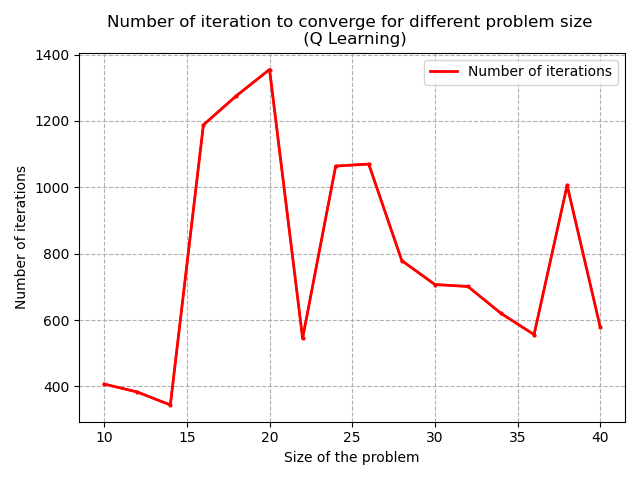 Number of iteration to converge for different problem size
(Q Learning)
Number of iterations
1400
1200
1000
800
600
400
Number of iterations
10
15
20
25
30
35
40
Size of the problem